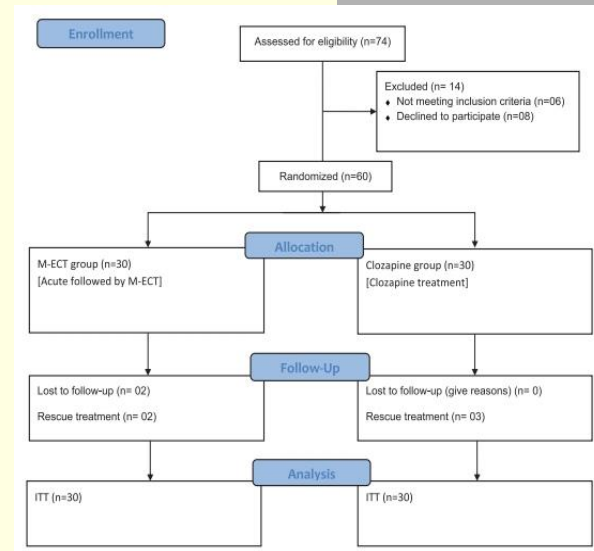 Enrollment
Assessed for eligibility (n=74)
Excluded (n= 14)
♦ Not meeting inclusion criteria (n=06)
♦ Declined to participate (n=08)
Randomized (n=60)
Allocation
M-ECT group (n=30)
[Acute followed by M-ECT]
Clozapine group (n=30)
[Clozapine treatment]
Follow-Up
Lost to follow-up (n= 02)
Rescue treatment (n= 02)
Lost to follow-up (give reasons) (n= 0)
Rescue treatment (n= 03)
Analysis
ITT (n=30)
ITT (n=30)